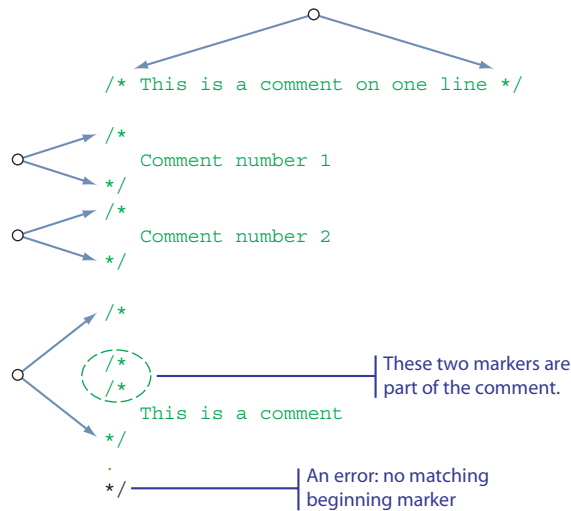 /* This is a comment on one line */
/*
Comment number 1
*/
/*
Comment number 2
*/
/*
/*
/*
These two markers are
part of the comment.
This is a comment
*/
.
*/
An error: no matching
beginning marker